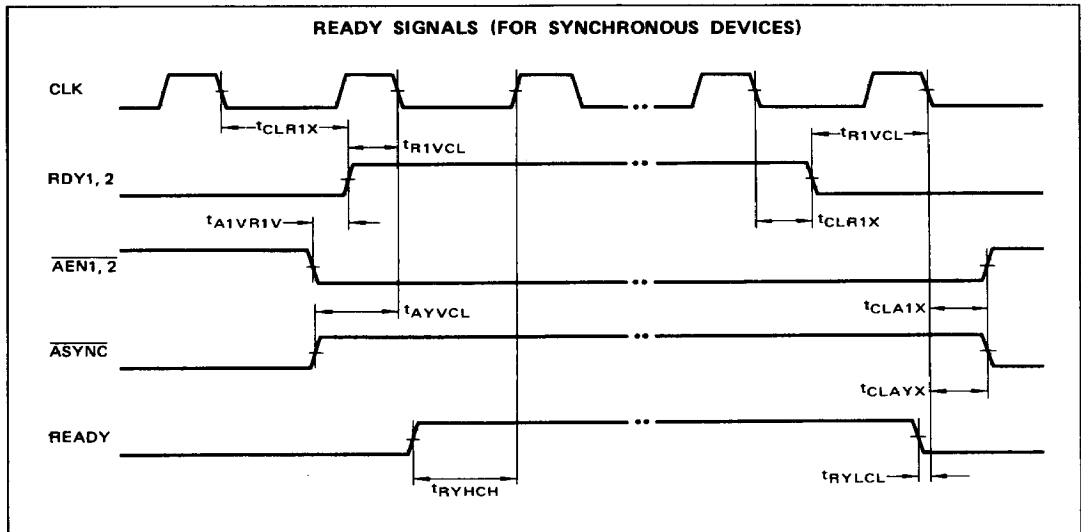 READY SIGNALS (FOR SYNCHRONOUS DEVICES)
CLK
tCLR1X
tR1VCL
tR1VCL
RDY1, 2
tA1VR1V
tCLR1X
AEN1, 2
tAYVCL
tCLA1X
ASYNC
tCLAYX
READY
tRYHCH
tRYLCL